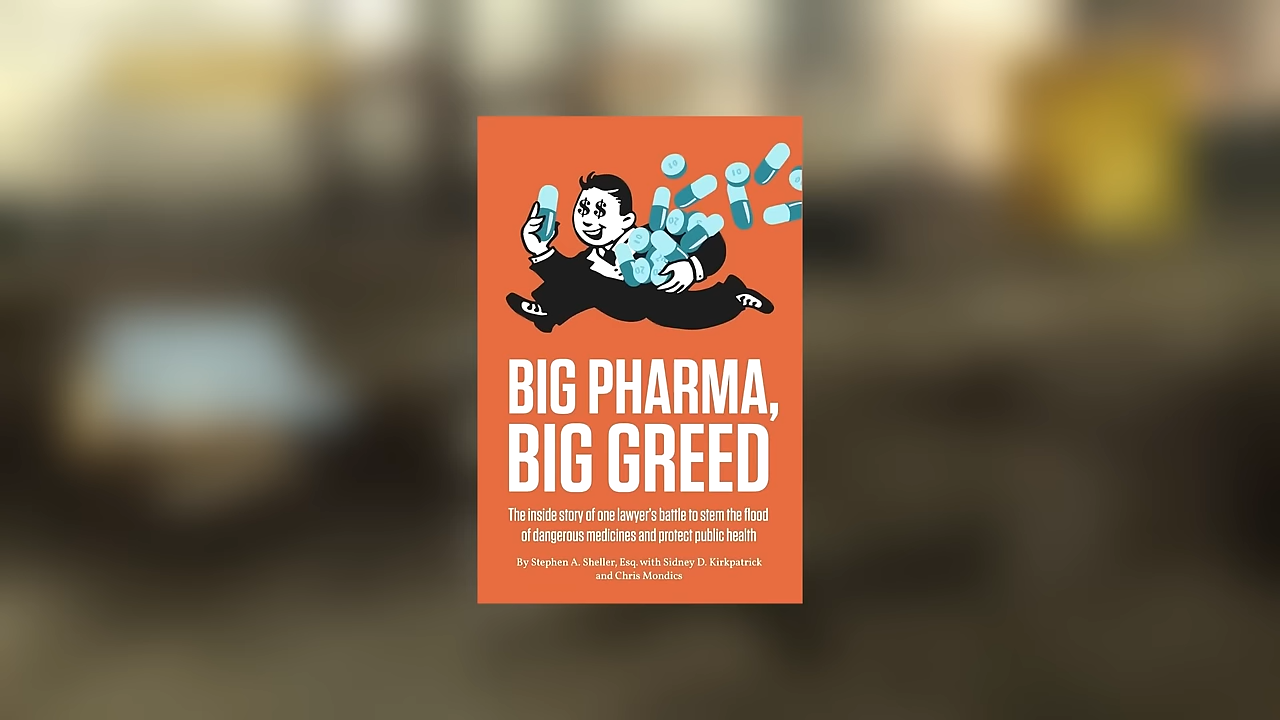 BIG PHARMA,
BIG GREED
The inside story of one lawyer's battle to stem the flood
of dangerous medicines and protect public health
By Stephen A. Sheller, Esq. with Sidney D. Kirkpatrick
and Chris Mondics